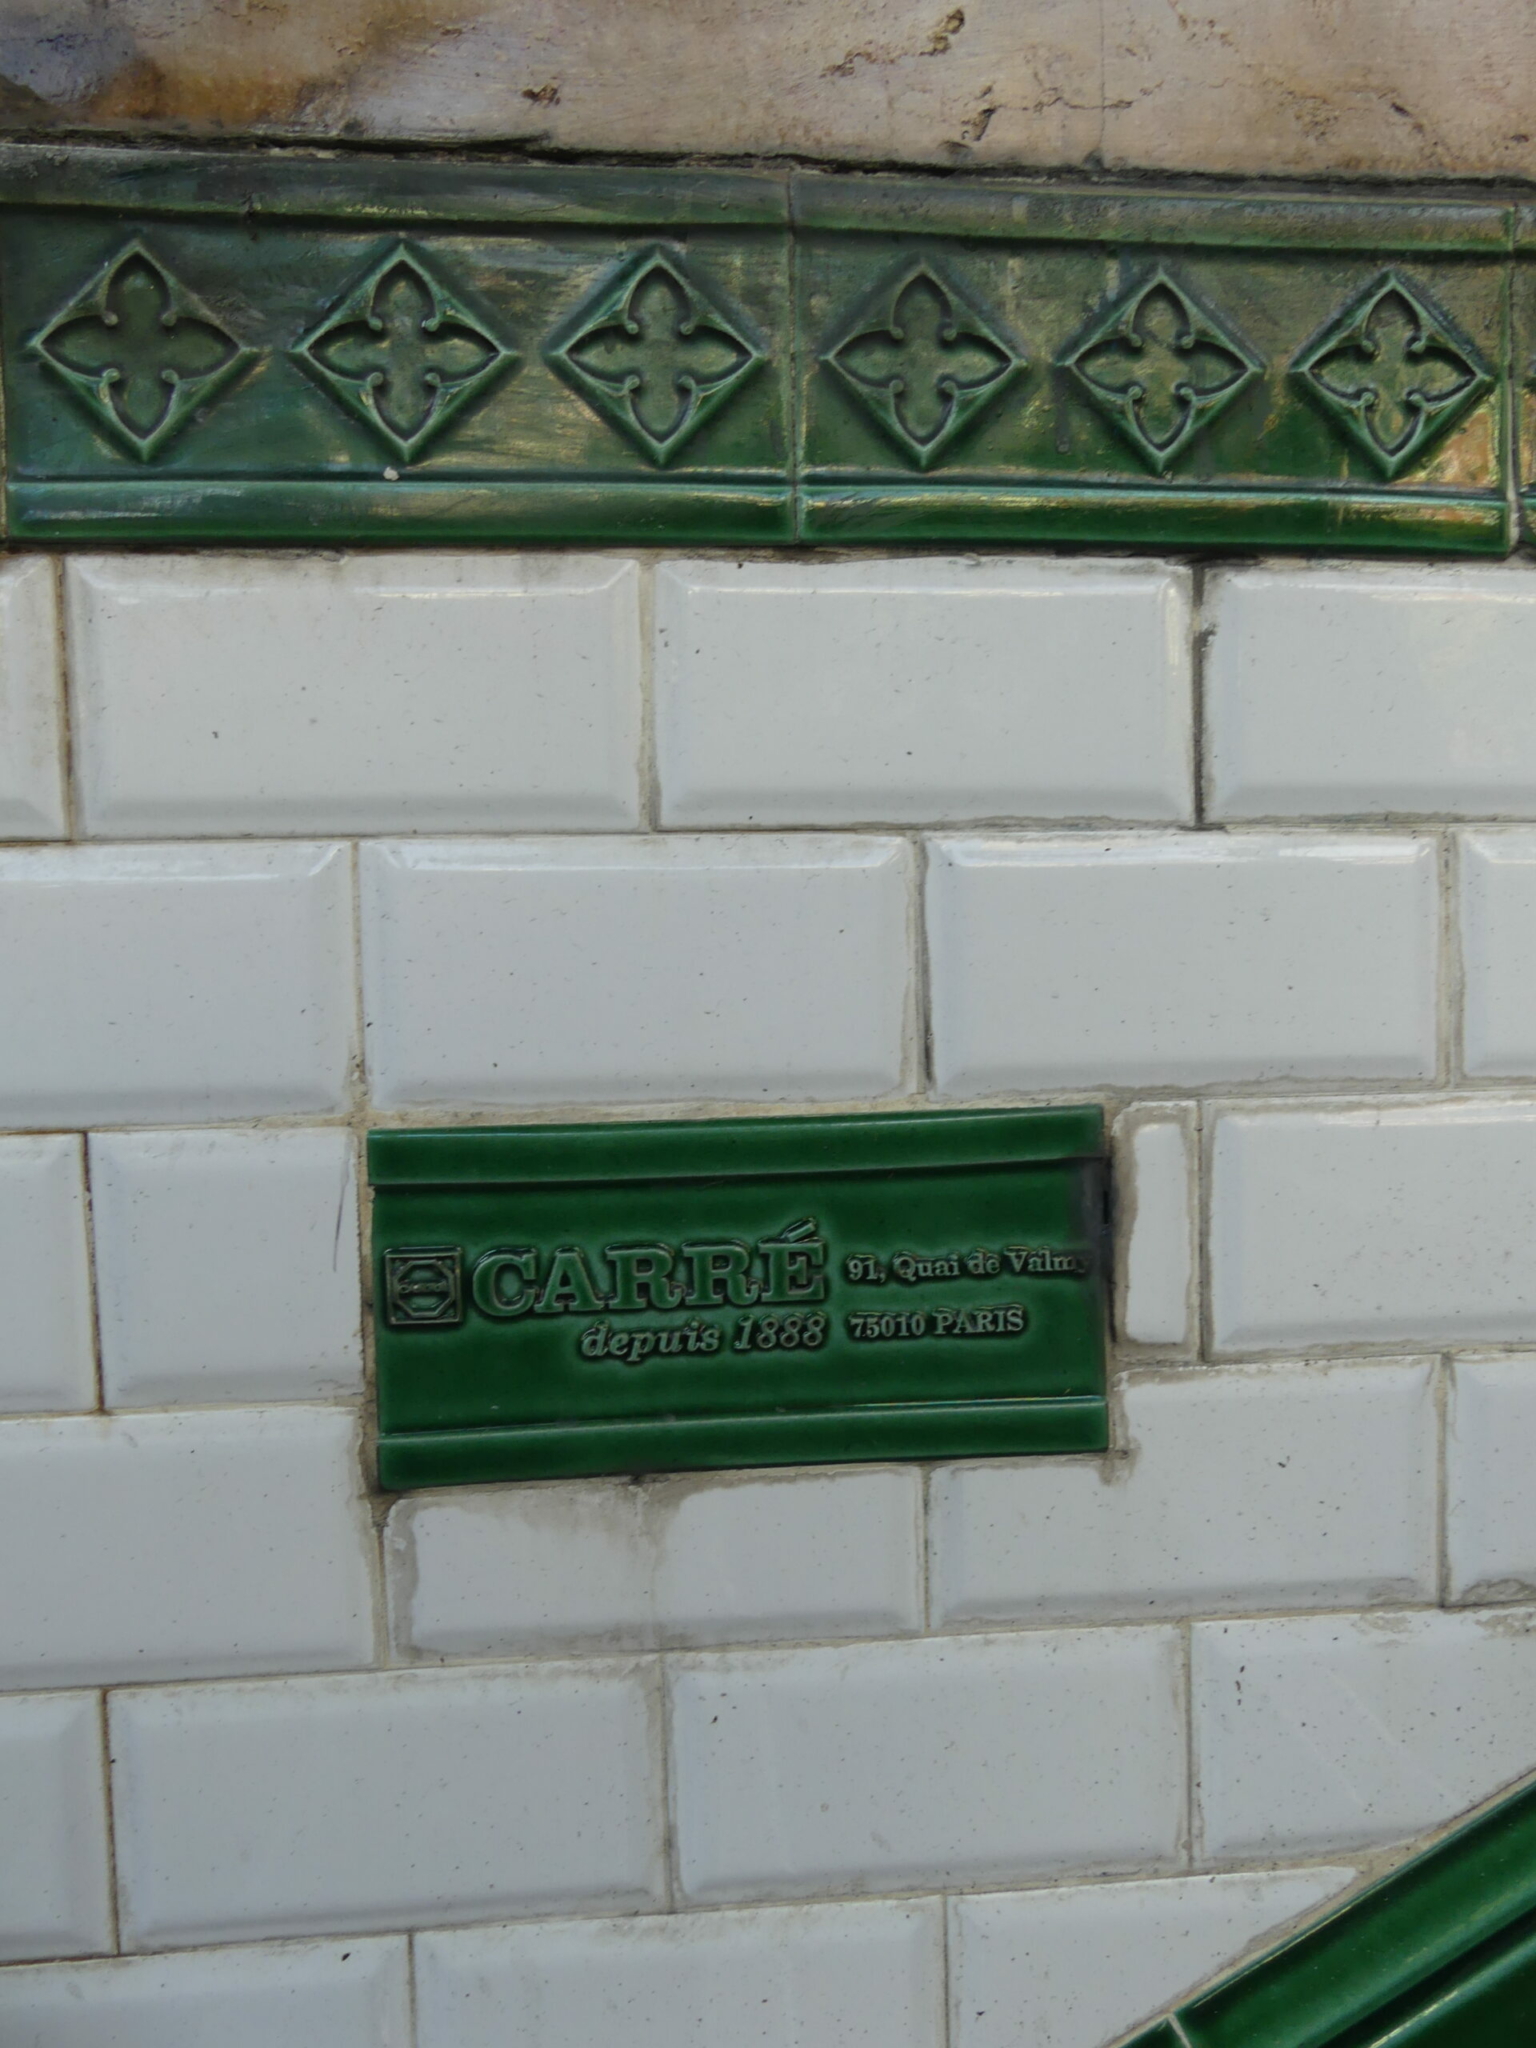 CARRÉ
depuis 1888
91, Quai de Valmy
75010 PARIS